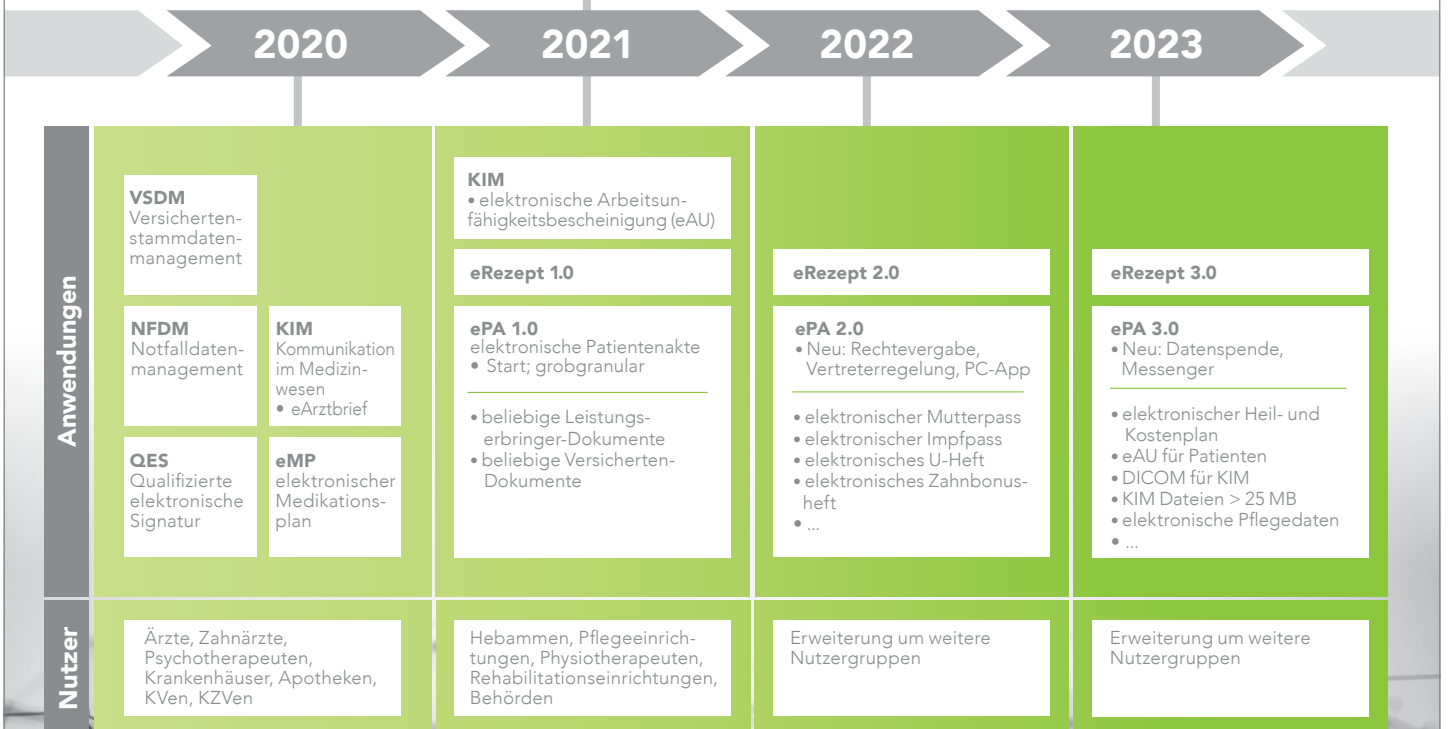 2020
2021
2022
2023
Anwendungen
VSDM
Versicherten-
stammdaten-
management
NFDM
Notfalldaten-
management
KIM
Kommunikation
im Medizin-
wesen
• eArztbrief
QES
Qualifizierte
elektronische
Signatur
eMP
elektronischer
Medikations-
plan
KIM
• elektronische Arbeitsun-
fähigkeitsbescheinigung (eAU)
eRezept 1.0
ePA 1.0
elektronische Patientenakte
• Start; grobgranular
• beliebige Leistungs-
erbringer-Dokumente
• beliebige Versicherten-
Dokumente
eRezept 2.0
ePA 2.0
• Neu: Rechtevergabe,
Vertreterregelung, PC-App
• elektronischer Mutterpass
• elektronischer Impfpass
• elektronisches U-Heft
• elektronisches Zahnbonus-
heft
• ...
eRezept 3.0
ePA 3.0
• Neu: Datenspende,
Messenger
• elektronischer Heil- und
Kostenplan
• eAU für Patienten
• DICOM für KIM
• KIM Dateien > 25 MB
• elektronische Pflegedaten
• ...
Nutzer
Ärzte, Zahnärzte,
Psychotherapeuten,
Krankenhäuser, Apotheken,
KVen, KZVen
Hebammen, Pflegeeinrich-
tungen, Physiotherapeuten,
Rehabilitationseinrichtungen,
Behörden
Erweiterung um weitere
Nutzergruppen
Erweiterung um weitere
Nutzergruppen